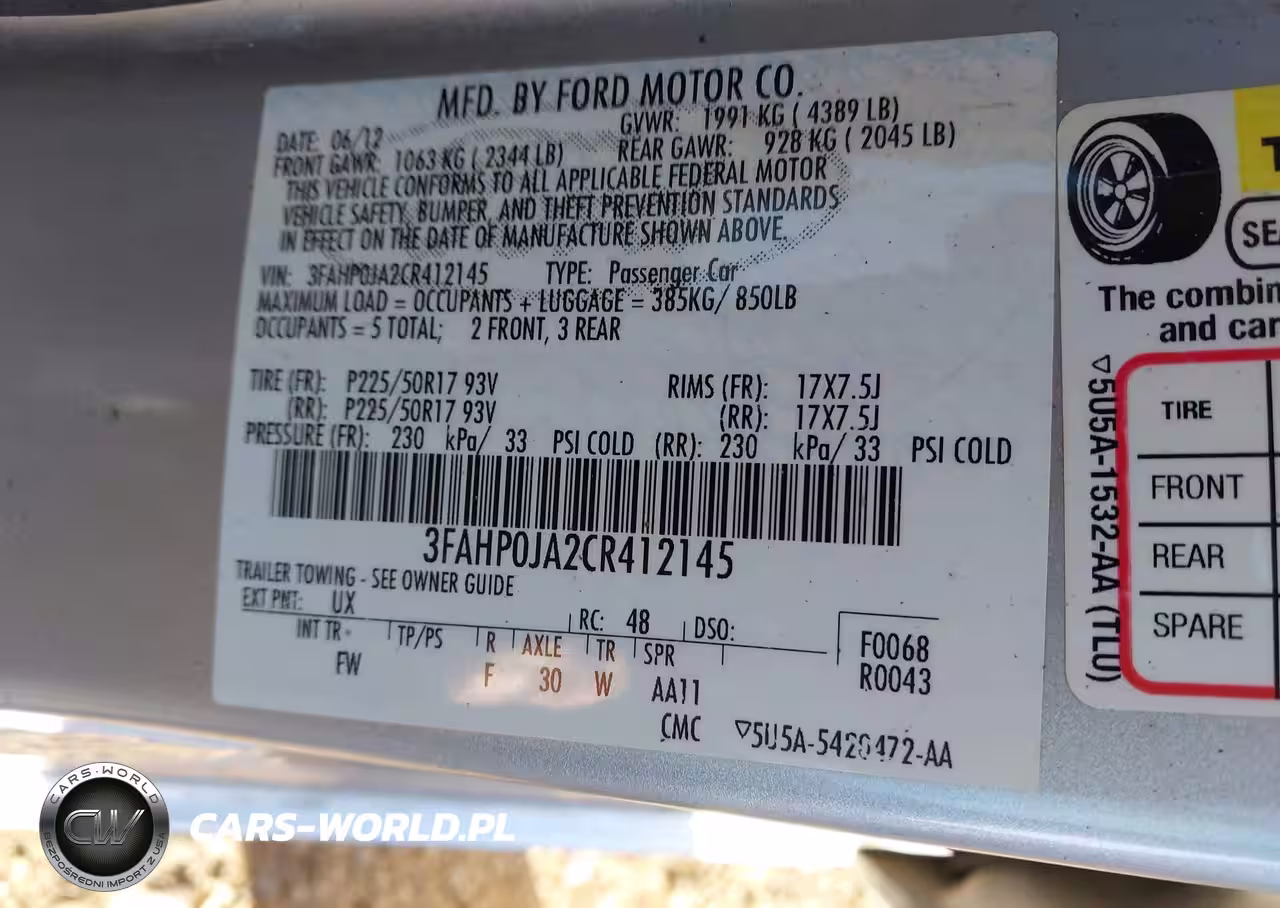 MFD. BY FORD MOTOR CO.
DATE: 06/12 GVWR: 1991 KG ( 4389 LB)
FRONT GAWR: 1063 KG ( 2344 LB) REAR GAWR: 928 KG ( 2045 LB)
THIS VEHICLE CONFORMS TO ALL APPLICABLE FEDERAL MOTOR
VEHICLE SAFETY, BUMPER, AND THEFT PREVENTION STANDARDS
IN EFFECT ON THE DATE OF MANUFACTURE SHOWN ABOVE.
VIN: 3FAHP0JA2CR412145 TYPE: Passenger Car
MAXIMUM LOAD = OCCUPANTS + LUGGAGE = 385KG/ 850LB
OCCUPANTS = 5 TOTAL; 2 FRONT, 3 REAR
TIRE (FR): P225/50R17 93V RIMS (FR): 17X7.5J
(RR): P225/50R17 93V (RR): 17X7.5J
PRESSURE (FR): 230 kPa/ 33 PSI COLD (RR): 230 kPa/ 33 PSI COLD
3FAHP0JA2CR412145
TRAILER TOWING - SEE OWNER GUIDE
EXT PNT: UX RC: 48 DSO:
INT TR TP/PS R AXLE TR SPR F0068
FW F 30 W AA11 R0043
CMC ▽5U5A-5420472-AA
SEA
The combin
and car
TIRE
FRONT
REAR
SPARE
▽5U5A-1532-AA (TLU)
CARS-WORLD
CW
BEZPOŚREDNI IMPORT Z USA
CARS-WORLD.PL